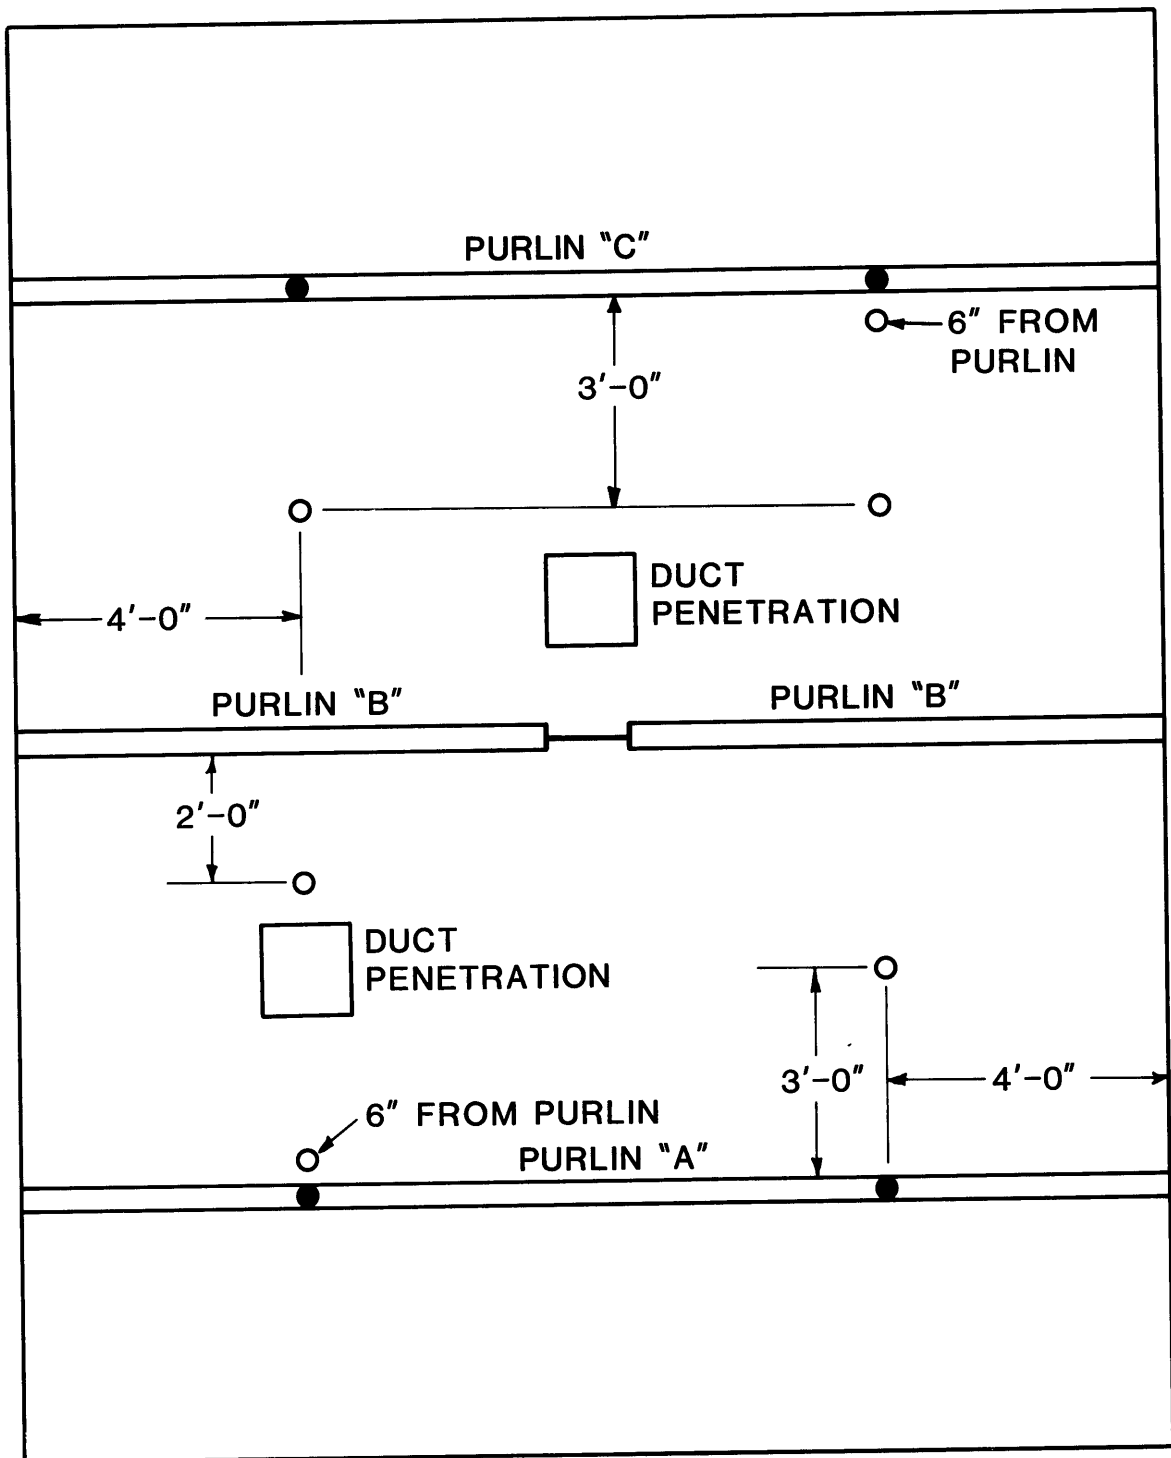 PURLIN "C"
6" FROM
PURLIN
3'-0"
DUCT
PENETRATION
4'-0"
PURLIN "B"
PURLIN "B"
2'-0"
DUCT
PENETRATION
3'-0"
4'-0"
6" FROM PURLIN
PURLIN "A"